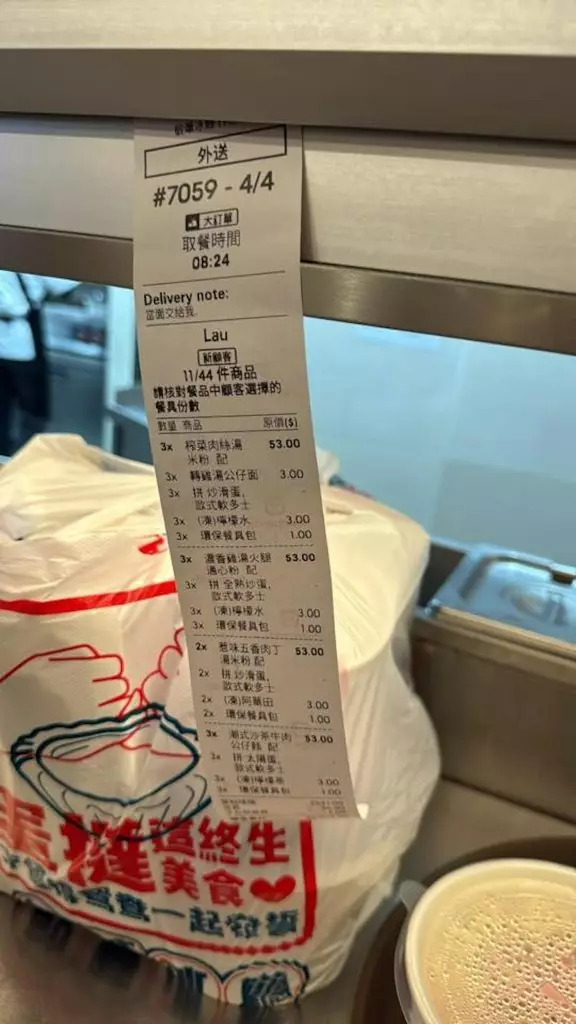 外送
#7059 - 4/4
大訂單
取餐時間
08:24
Delivery note:
當面交給我
Lau
新顧客
11/44 件商品
請核對餐品中顧客選擇的
餐具份數
數量 商品 原價($)
3x 榨菜肉絲湯 53.00
米粉 配
3x 轉雞湯公仔面 3.00
3x 拼 炒滑蛋,
歐式軟多士
3x (凍)檸檬水 3.00
3x 環保餐具包 1.00
3x 濃香雞湯火腿 53.00
通心粉 配
3x 拼 全熟炒蛋,
歐式軟多士
3x (凍)檸檬水 3.00
3x 環保餐具包 1.00
2x 惹味五香肉丁 53.00
湯米粉 配
2x 拼 炒滑蛋,
歐式軟多士
2x (凍)阿華田 3.00
2x 環保餐具包 1.00
3x 潮式沙茶牛肉 53.00
公仔麵 配
3x 拼 太陽蛋,
歐式軟多士
3x (凍)檸檬茶 3.00
3x 環保餐具包 1.00
這終生
美食
一起發